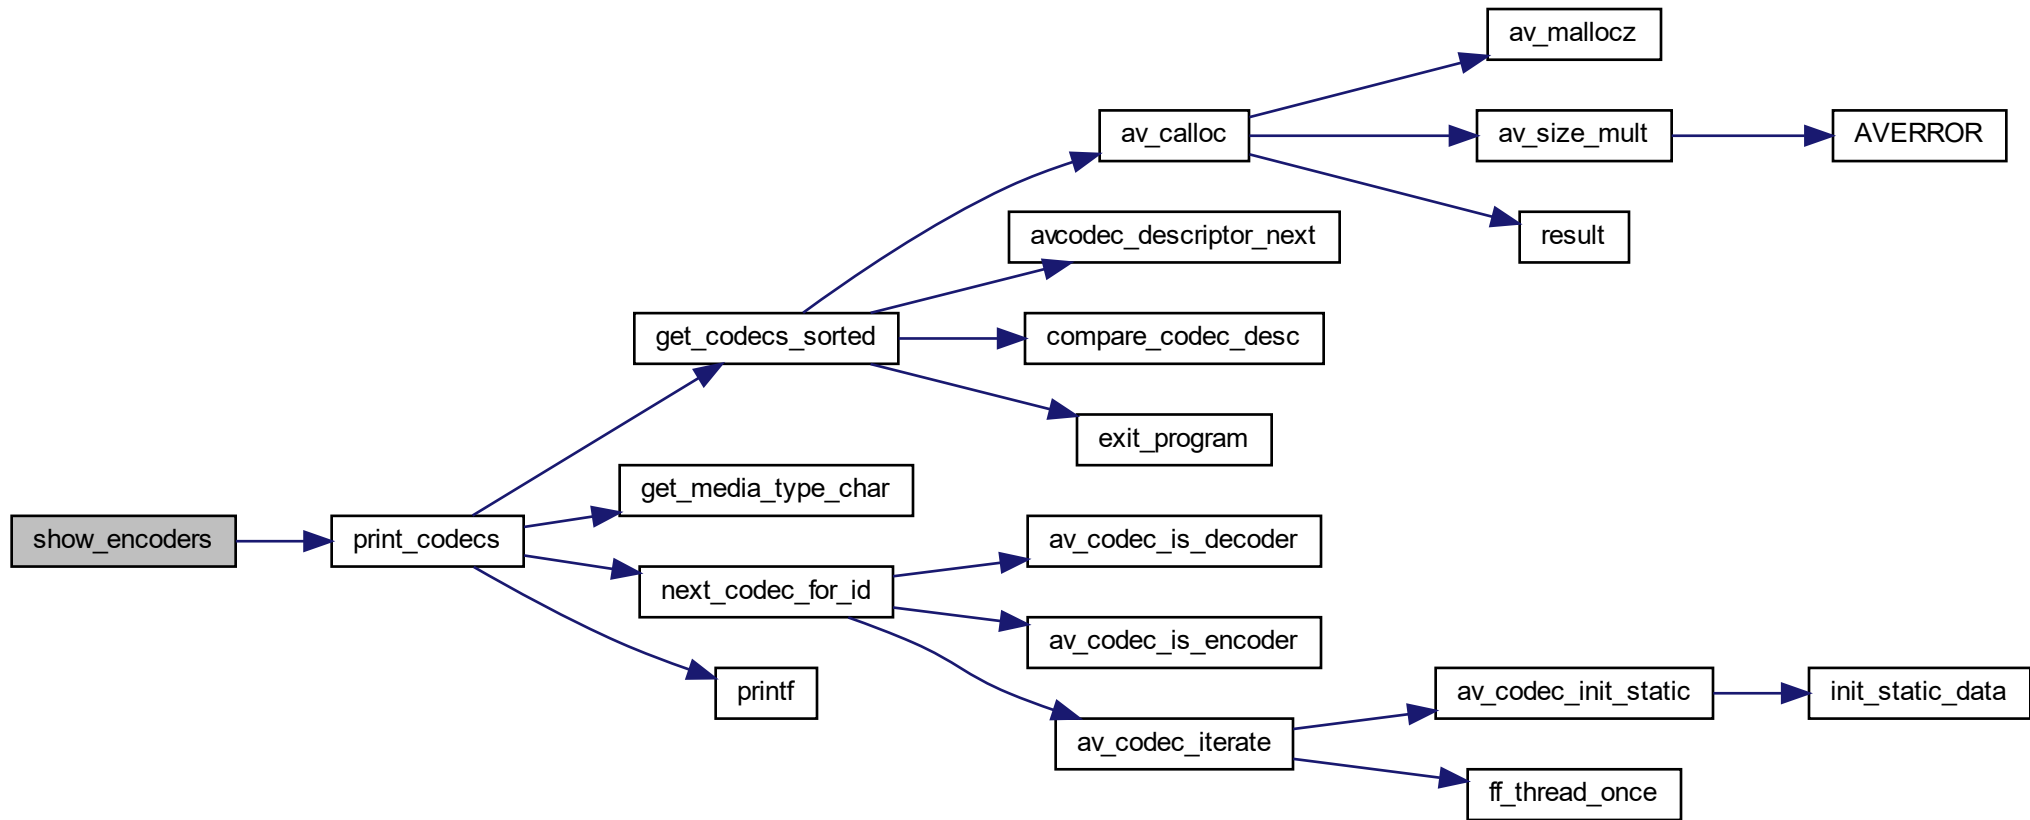 av_mallocz
av_calloc
av_size_mult
AVERROR
avcodec_descriptor_next
result
get_codecs_sorted
compare_codec_desc
exit_program
get_media_type_char
show_encoders
print_codecs
av_codec_is_decoder
next_codec_for_id
av_codec_is_encoder
printf
av_codec_init_static
init_static_data
av_codec_iterate
ff_thread_once